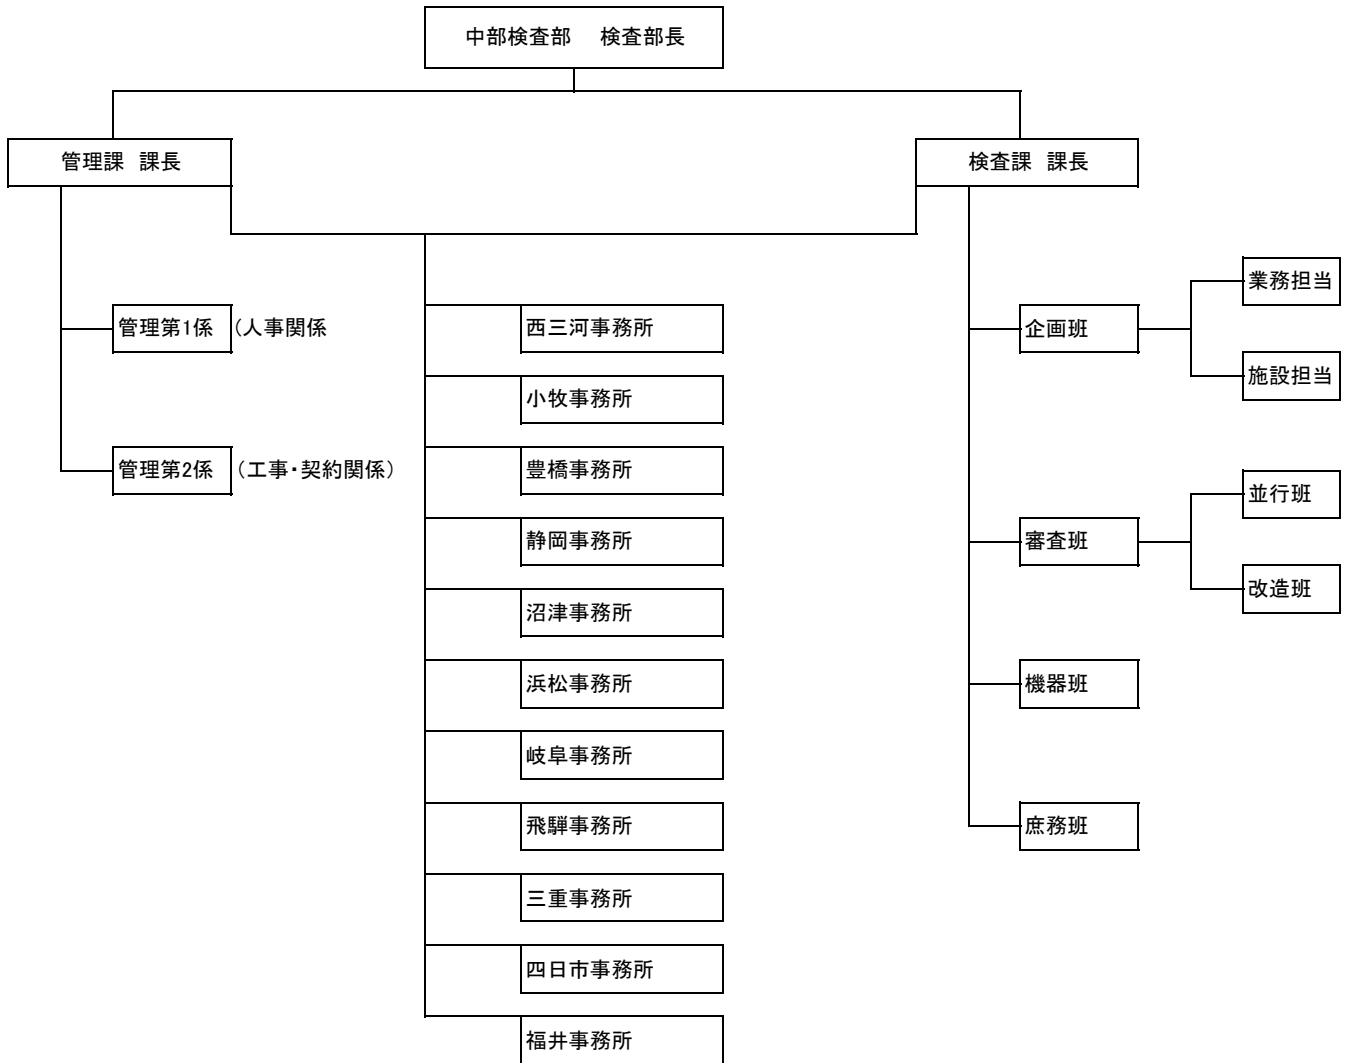 中部検査部　検査部長
管理課　課長
検査課　課長
管理第1係 (人事関係
管理第2係 (工事・契約関係)
西三河事務所
小牧事務所
豊橋事務所
静岡事務所
沼津事務所
浜松事務所
岐阜事務所
飛騨事務所
三重事務所
四日市事務所
福井事務所
企画班
業務担当
施設担当
審査班
並行班
改造班
機器班
庶務班